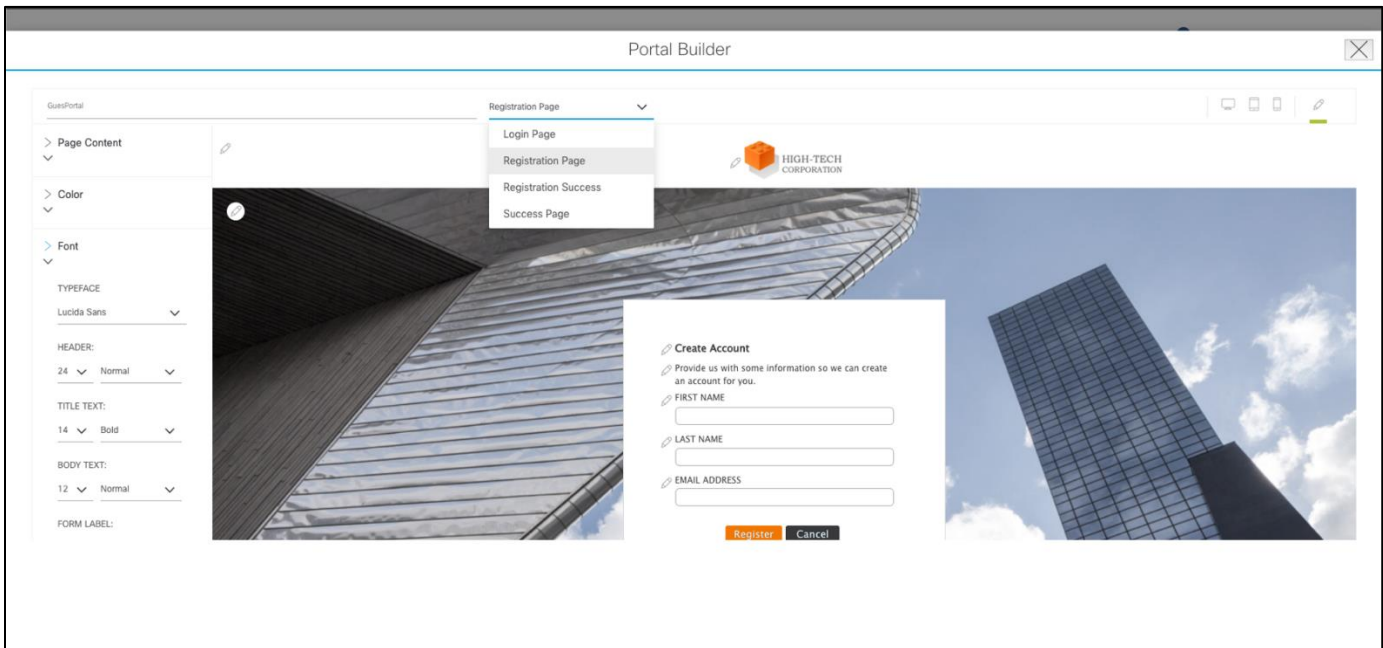 Portal Builder
GuesPortal
Registration Page
Login Page
Registration Page
Registration Success
Success Page
Page Content
Color
Font
TYPEFACE
Lucida Sans
HEADER:
24 Normal
TITLE TEXT:
14 Bold
BODY TEXT:
12 Normal
FORM LABEL:
HIGH-TECH
CORPORATION
Create Account
Provide us with some information so we can create
an account for you.
FIRST NAME
LAST NAME
EMAIL ADDRESS
Register Cancel